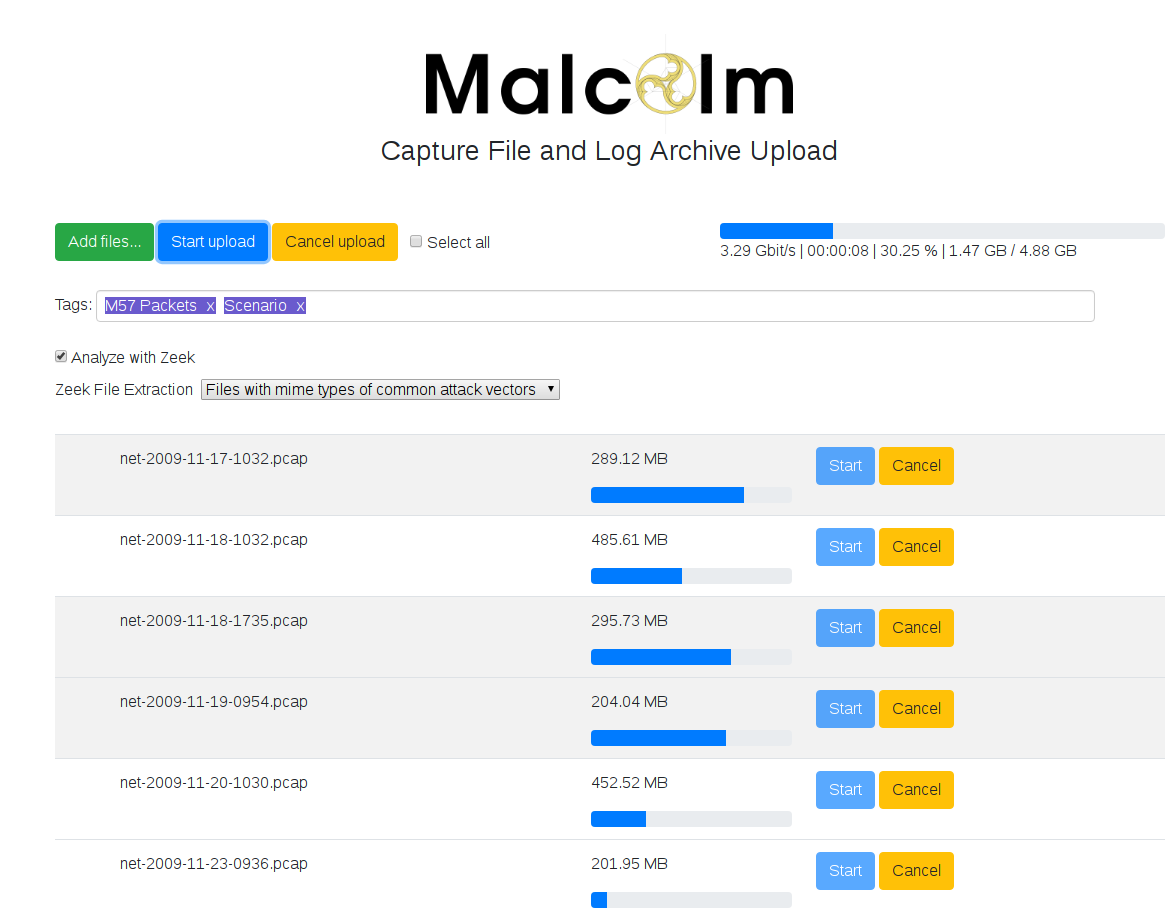 Malcolm
Capture File and Log Archive Upload
Add files... Start upload Cancel upload Select all
3.29 Gbit/s | 00:00:08 | 30.25 % | 1.47 GB / 4.88 GB
Tags: M57 Packets x Scenario x
Analyze with Zeek
Zeek File Extraction Files with mime types of common attack vectors
net-2009-11-17-1032.pcap 289.12 MB Start Cancel
net-2009-11-18-1032.pcap 485.61 MB Start Cancel
net-2009-11-18-1735.pcap 295.73 MB Start Cancel
net-2009-11-19-0954.pcap 204.04 MB Start Cancel
net-2009-11-20-1030.pcap 452.52 MB Start Cancel
net-2009-11-23-0936.pcap 201.95 MB Start Cancel